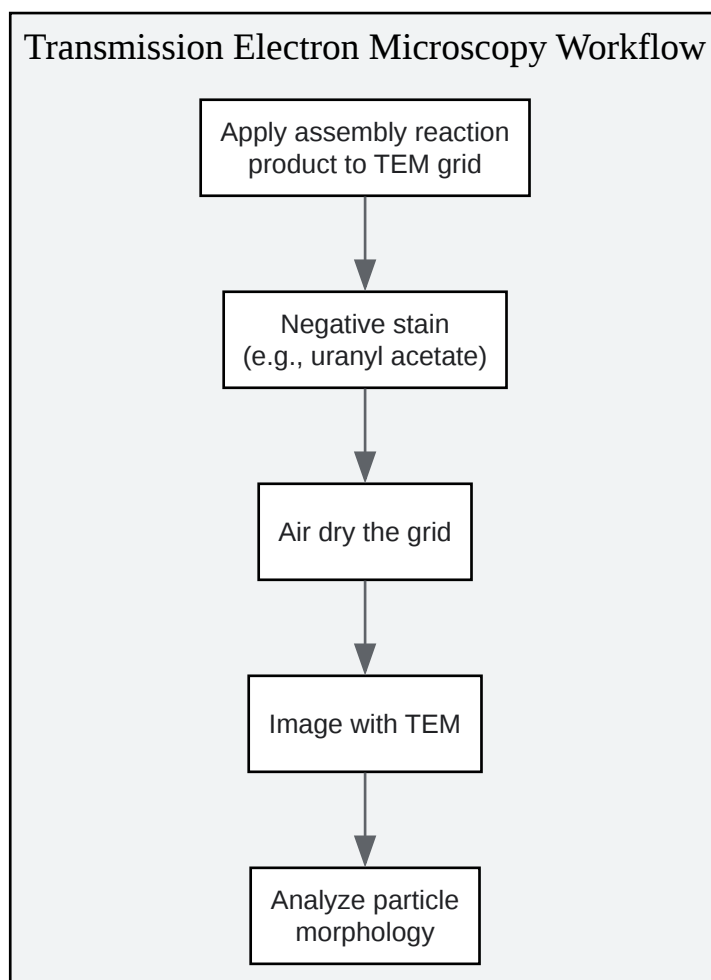 Transmission Electron Microscopy Workflow
Apply assembly reaction
product to TEM grid
Negative stain
(e.g., uranyl acetate)
Air dry the grid
Image with TEM
Analyze particle
morphology